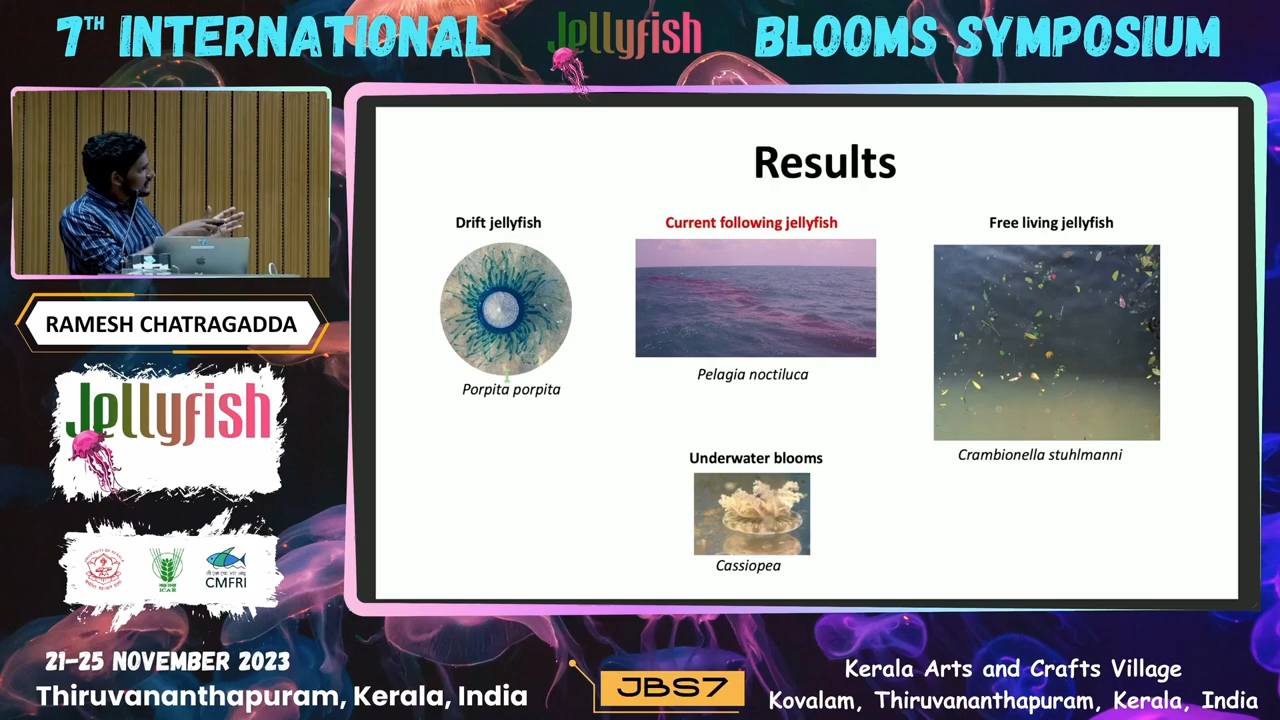 7TH INTERNATIONAL Jellyfish BLOOMS SYMPOSIUM
Results
Drift jellyfish
Current following jellyfish
Free living jellyfish
Porpita porpita
Pelagia noctiluca
Crambionella stuhlmanni
Underwater blooms
Cassiopea
RAMESH CHATRAGADDA
Jellyfish
ICAR
CMFRI
21-25 NOVEMBER 2023
Thiruvananthapuram, Kerala, India
JBS7
Kerala Arts and Crafts Village
Kovalam, Thiruvananthapuram, Kerala, India